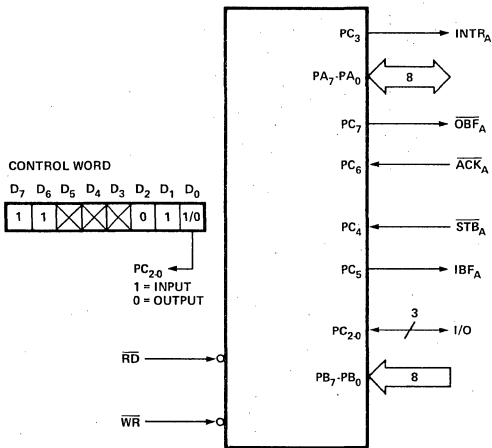 PC3 INTRA
PA7-PA0 8
PC7 OBFA
CONTROL WORD
PC6 ACKA
D7 D6 D5 D4 D3 D2 D1 D0
1 1 0 1 1/0
PC4 STBA
PC2-0
1 = INPUT
0 = OUTPUT
PC5 IBFA
3
PC2-0 I/O
RD
PB7-PB0 8
WR